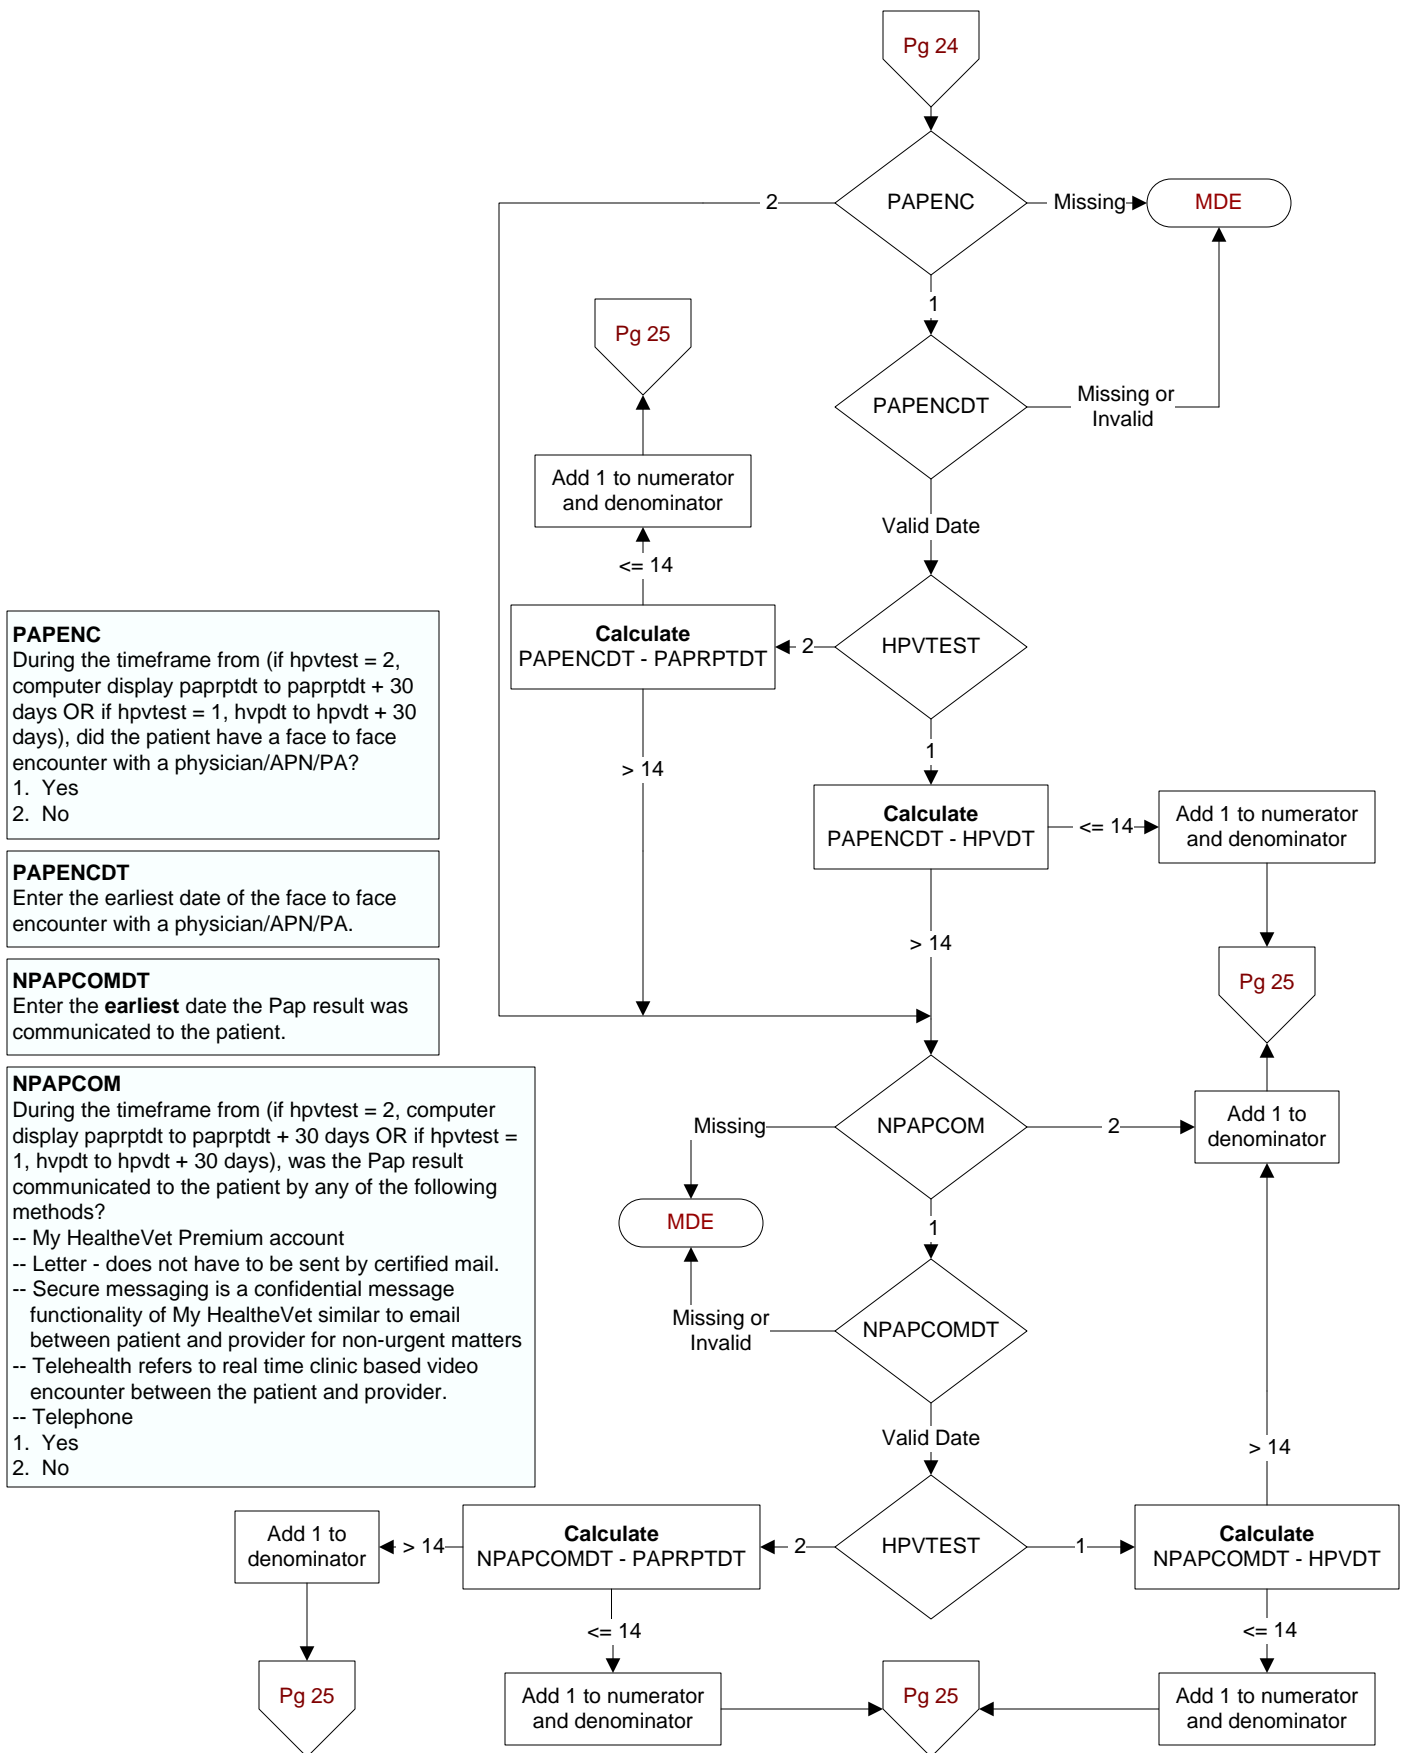 Pg 24
PAPENC
2
Missing
MDE
1
Pg 25
PAPENCDT
Missing or
Invalid
Add 1 to numerator
and denominator
Valid Date
<= 14
Calculate
PAPENCDT - PAPRPTDT
2
HPVTEST
> 14
1
Calculate
PAPENCDT - HPVDT
<= 14
Add 1 to numerator
and denominator
> 14
Pg 25
PAPENC
During the timeframe from (if hpvtest = 2,
computer display paprptdt to paprptdt + 30
days OR if hpvtest = 1, hvpdt to hpvdt + 30
days), did the patient have a face to face
encounter with a physician/APN/PA?
1. Yes
2. No
PAPENCDT
Enter the earliest date of the face to face
encounter with a physician/APN/PA.
NPAPCOMDT
Enter the earliest date the Pap result was
communicated to the patient.
NPAPCOM
During the timeframe from (if hpvtest = 2, computer
display paprptdt to paprptdt + 30 days OR if hpvtest =
1, hvpdt to hpvdt + 30 days), was the Pap result
communicated to the patient by any of the following
methods?
-- My HealtheVet Premium account
-- Letter - does not have to be sent by certified mail.
-- Secure messaging is a confidential message
functionality of My HealtheVet similar to email
between patient and provider for non-urgent matters
-- Telehealth refers to real time clinic based video
encounter between the patient and provider.
-- Telephone
1. Yes
2. No
Missing
NPAPCOM
2
Add 1 to
denominator
MDE
1
Missing or
Invalid
NPAPCOMDT
Valid Date
> 14
Add 1 to
denominator
> 14
Calculate
NPAPCOMDT - PAPRPTDT
2
HPVTEST
1
Calculate
NPAPCOMDT - HPVDT
<= 14
<= 14
Pg 25
Add 1 to numerator
and denominator
Pg 25
Add 1 to numerator
and denominator